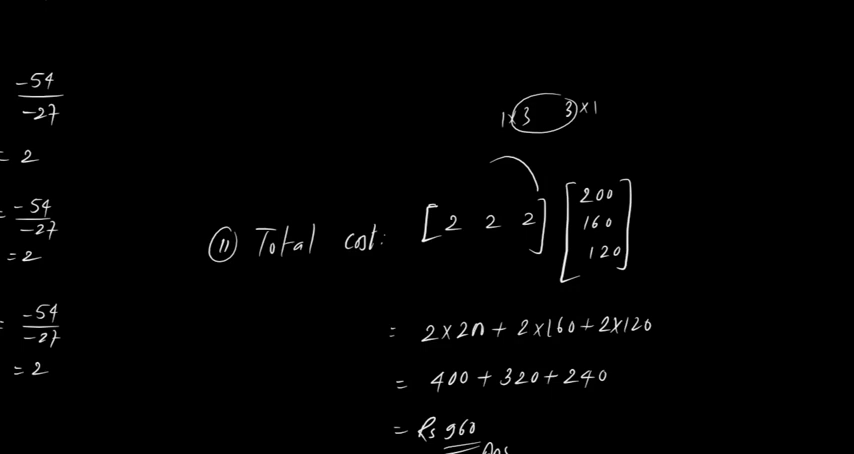 -54
-27
= 2
= -54
-27
= 2
= -54
-27
= 2
1×3 3×1
(11) Total cost: [2 2 2] [200
160
120]
= 2×2n + 2×160 + 2×120
= 400 + 320 + 240
= Rs 960
Ans